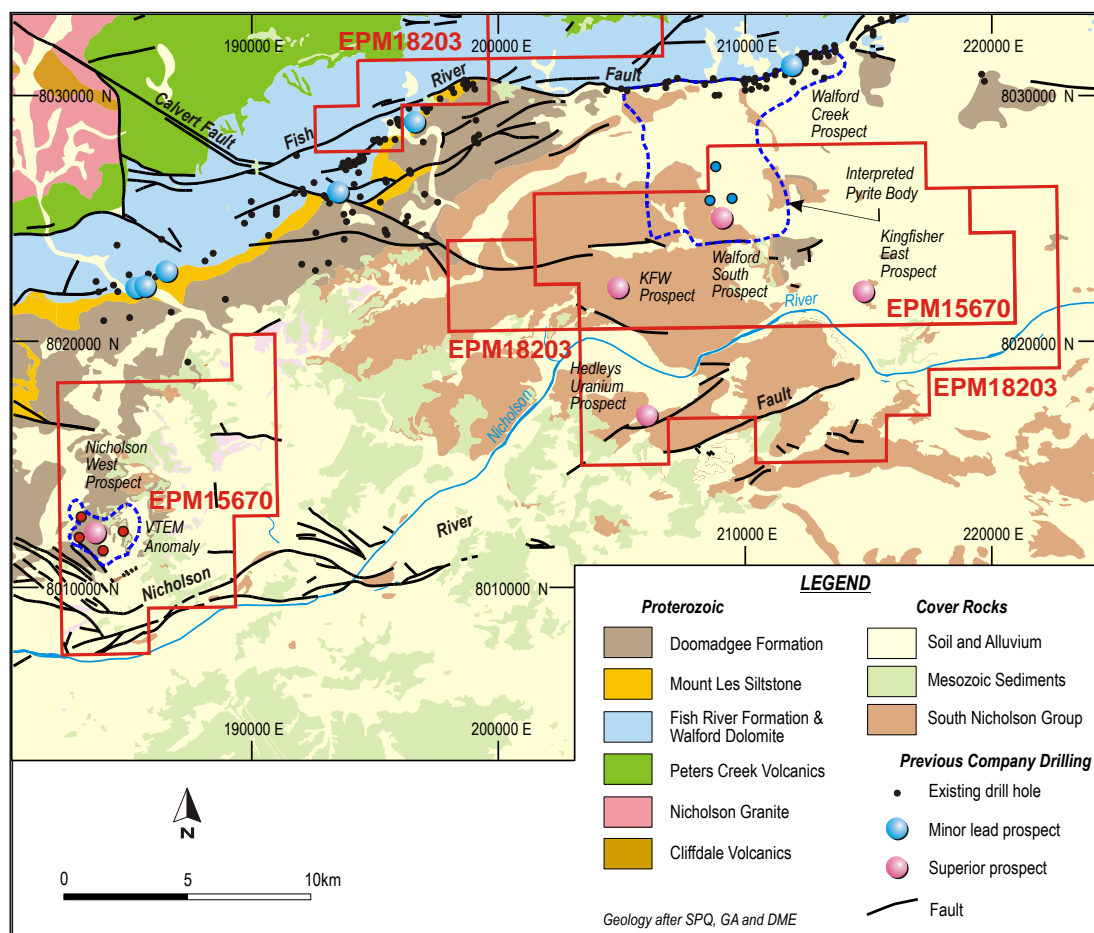 190000 E
200000 E
210000 E
220000 E
EPM18203
8030000 N
8030000 N
Calvert Fault
Fish
River
Fault
Walford
Creek
Prospect
Interpreted
Pyrite Body
Kingfisher
East
Prospect
Walford
South
Prospect
KFW
Prospect
River
EPM15670
EPM18203
8020000 N
8020000 N
EPM18203
Hedleys
Uranium
Prospect
Fault
Nicholson
Nicholson
West
Prospect
EPM15670
VTEM
Anomaly
River
Nicholson
8010000 N
8010000 N
210000 E
220000 E
190000 E
200000 E
N
0
5
10km
LEGEND
Proterozoic
Doomadgee Formation
Mount Les Siltstone
Fish River Formation &
Walford Dolomite
Peters Creek Volcanics
Nicholson Granite
Cliffdale Volcanics
Geology after SPQ, GA and DME
Cover Rocks
Soil and Alluvium
Mesozoic Sediments
South Nicholson Group
Previous Company Drilling
Existing drill hole
Minor lead prospect
Superior prospect
Fault